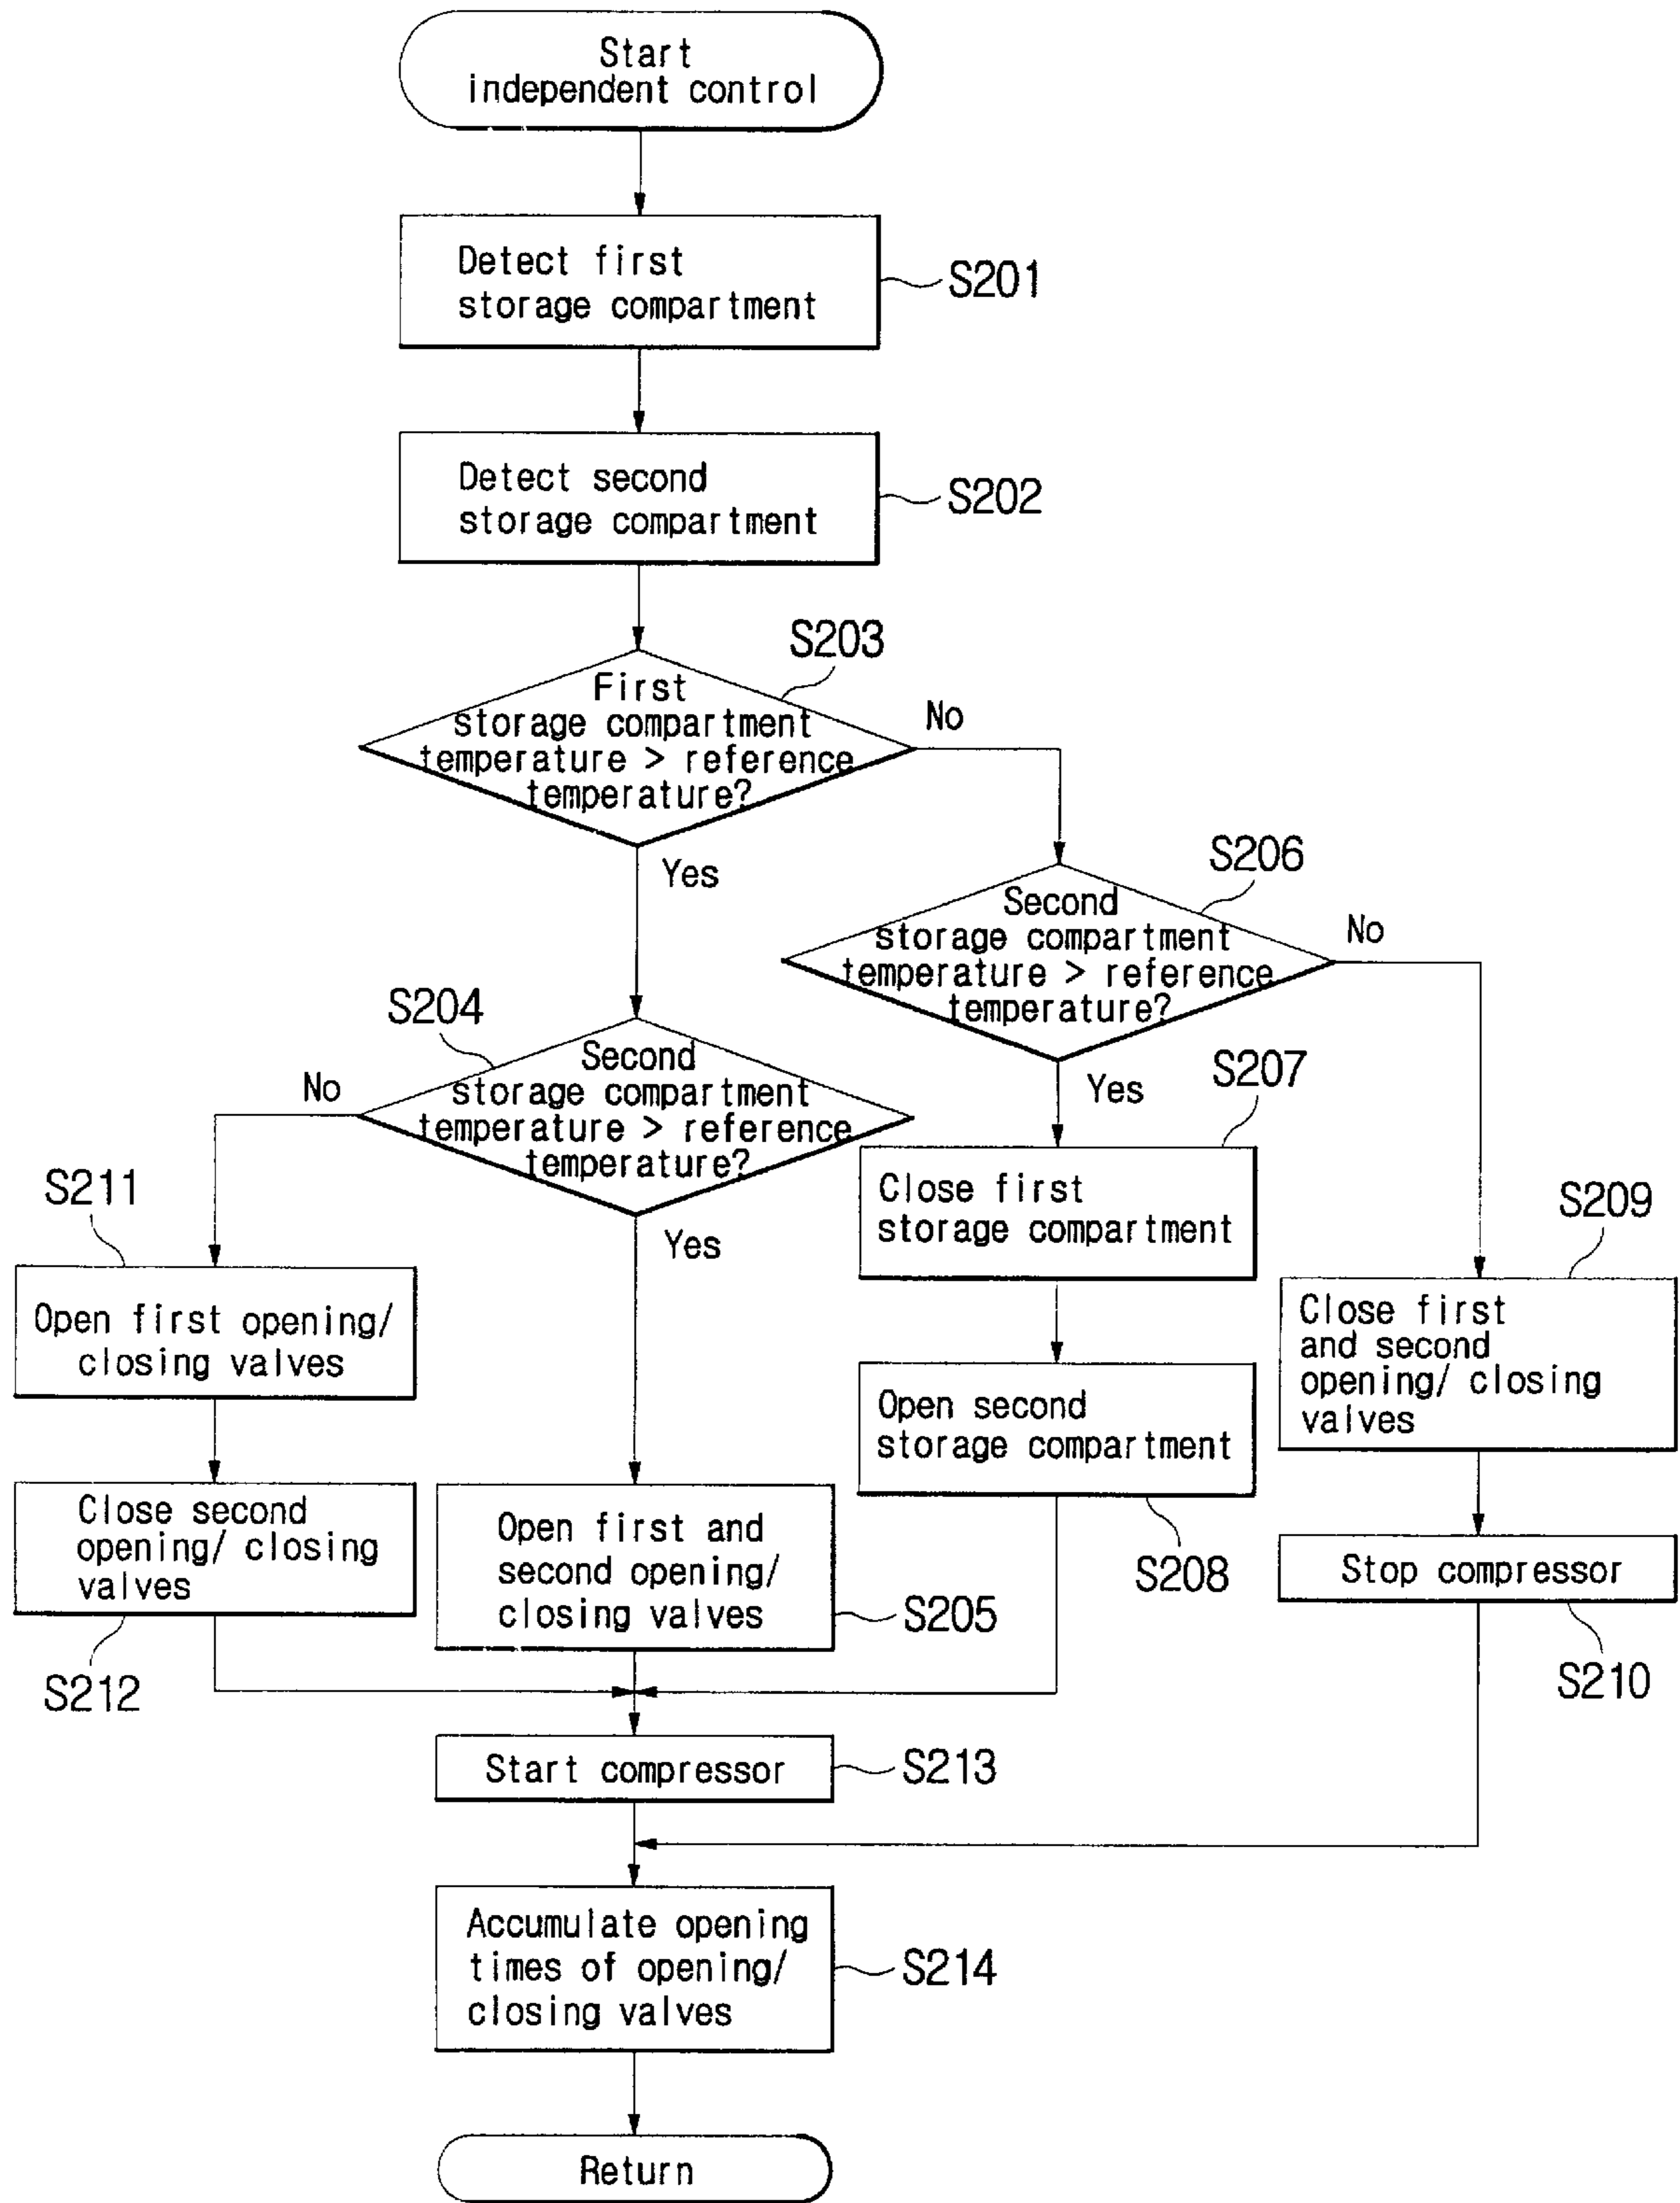 Start
independent control
Detect first
storage compartment
S201
Detect second
storage compartment
S202
S203
First
storage compartment
temperature > reference
temperature?
No
Yes
S206
Second
storage compartment
temperature > reference
temperature?
No
Yes
S204
Second
storage compartment
temperature > reference
temperature?
No
Yes
S207
Close first
storage compartment
S211
Open first opening/
closing valves
S209
Close first
and second
opening/ closing
valves
Open second
storage compartment
S208
Close second
opening/ closing
valves
S212
Open first and
second opening/
closing valves
S205
Stop compressor
S210
Start compressor
S213
Accumulate opening
times of opening/
closing valves
S214
Return